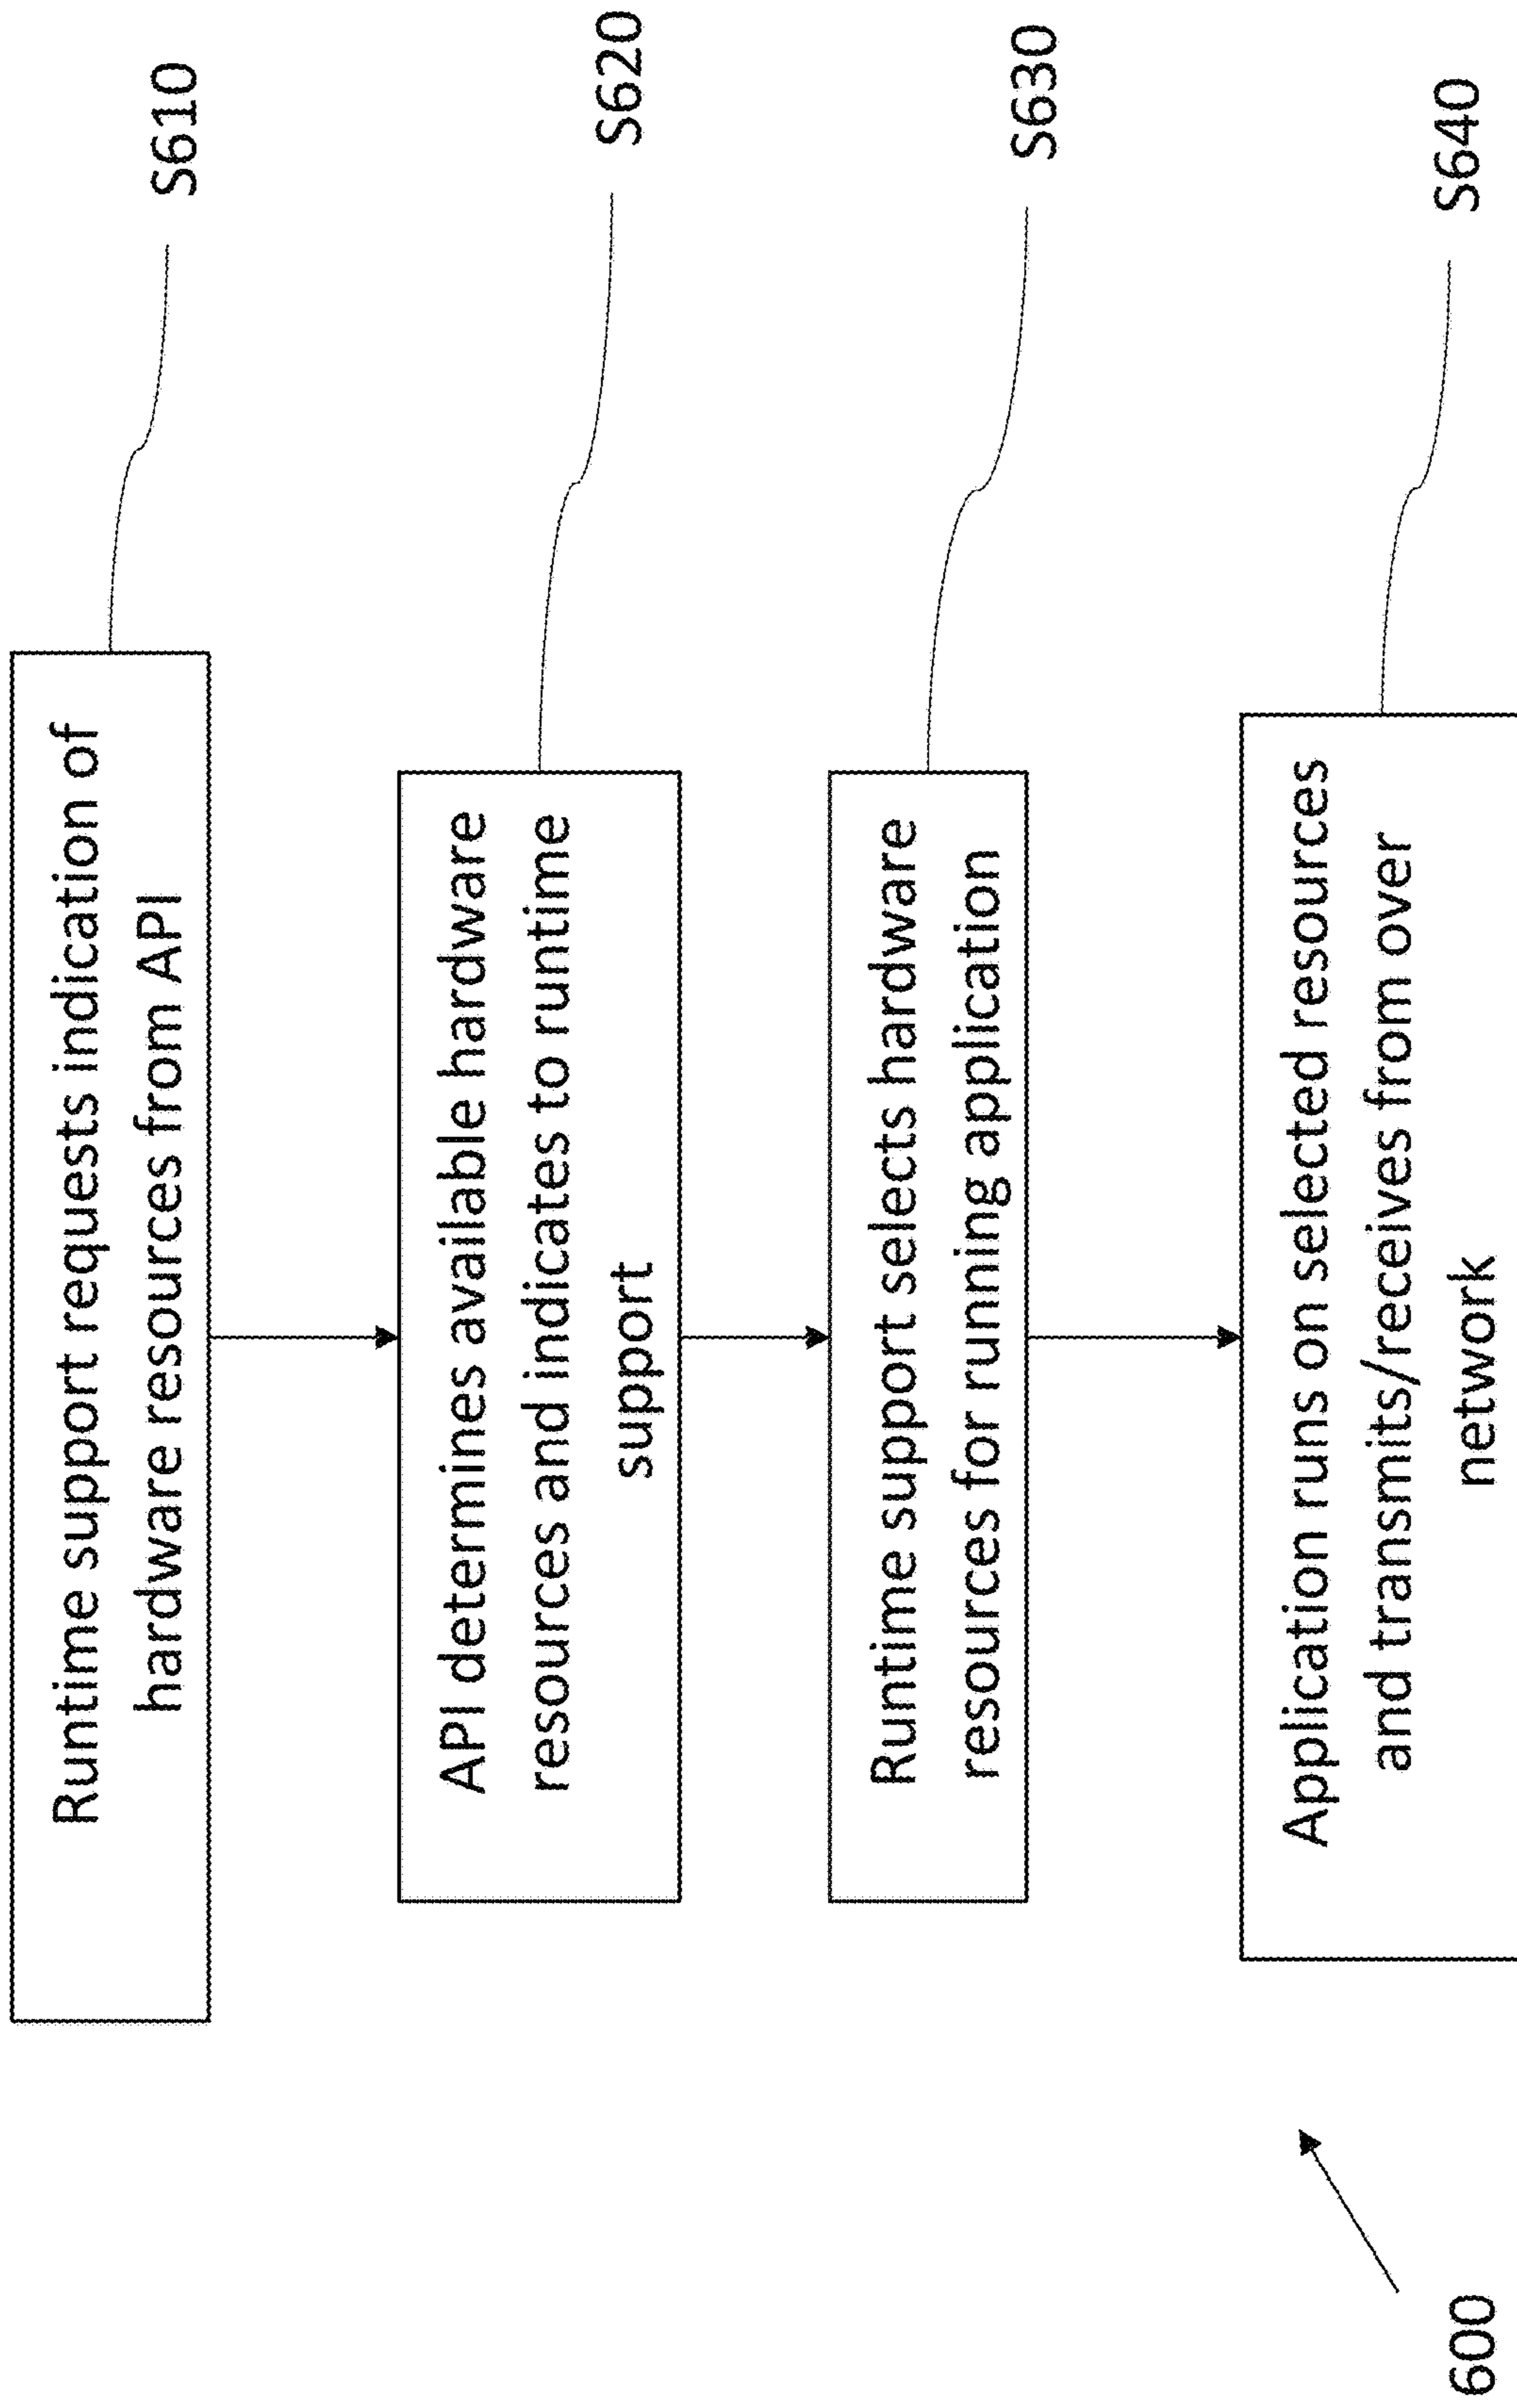 Runtime support requests indication of
hardware resources from API
S610
API determines available hardware
resources and indicates to runtime
support
S620
Runtime support selects hardware
resources for running application
S630
Application runs on selected resources
and transmits/receives from over
network
S640
600